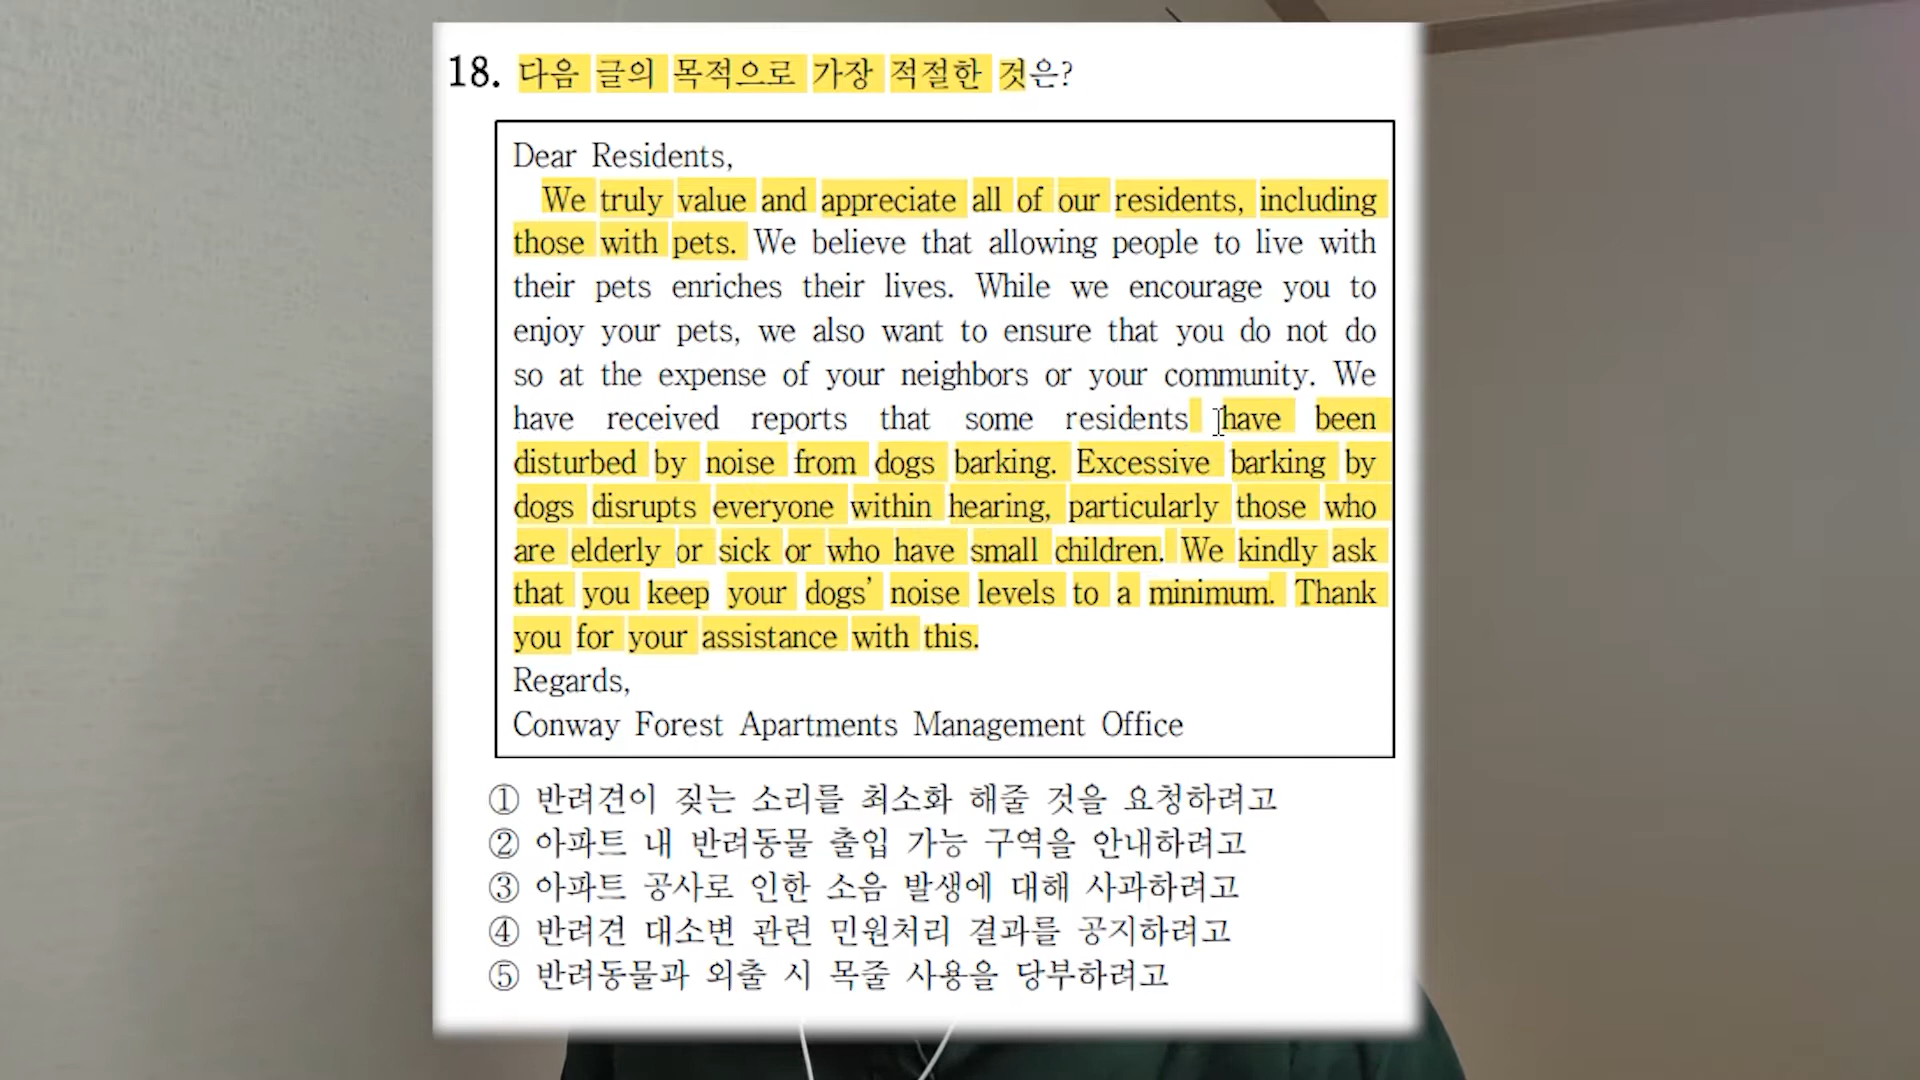 18. 다음 글의 목적으로 가장 적절한 것은?
Dear Residents,
We truly value and appreciate all of our residents, including
those with pets. We believe that allowing people to live with
their pets enriches their lives. While we encourage you to
enjoy your pets, we also want to ensure that you do not do
so at the expense of your neighbors or your community. We
have received reports that some residents have been
disturbed by noise from dogs barking. Excessive barking by
dogs disrupts everyone within hearing, particularly those who
are elderly or sick or who have small children. We kindly ask
that you keep your dogs’ noise levels to a minimum. Thank
you for your assistance with this.
Regards,
Conway Forest Apartments Management Office
① 반려견이 짖는 소리를 최소화 해줄 것을 요청하려고
② 아파트 내 반려동물 출입 가능 구역을 안내하려고
③ 아파트 공사로 인한 소음 발생에 대해 사과하려고
④ 반려견 대소변 관련 민원처리 결과를 공지하려고
⑤ 반려동물과 외출 시 목줄 사용을 당부하려고